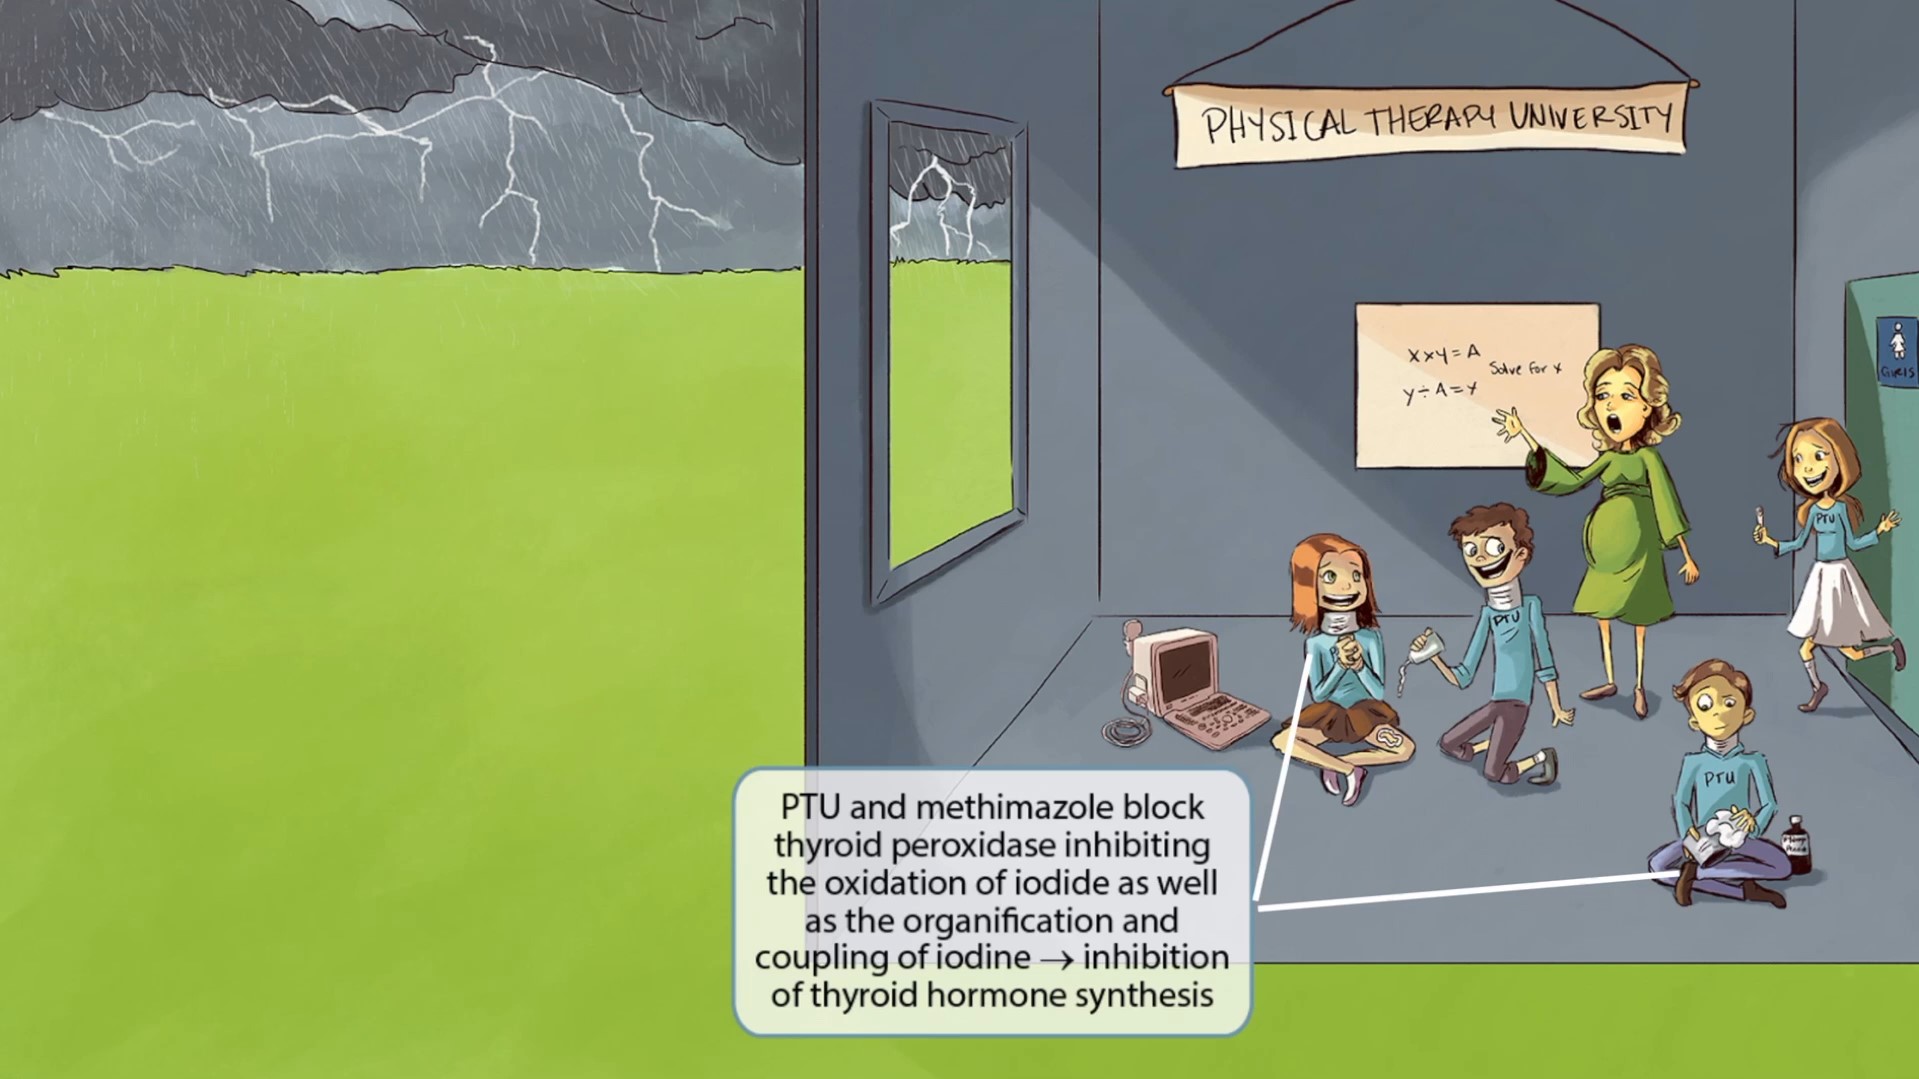 PHYSICAL THERAPY UNIVERSITY
x x y = A
Solve for x
y ÷ A = x
GIRLS
PTU
PTU
PTU
PTU and methimazole block
thyroid peroxidase inhibiting
the oxidation of iodide as well
as the organification and
coupling of iodine → inhibition
of thyroid hormone synthesis